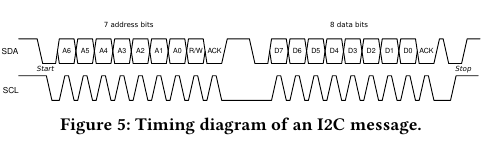 7 address bits 8 data bits
SDA A6 A5 A4 A3 A2 A1 A0 R/W ACK D7 D6 D5 D4 D3 D2 D1 D0 ACK
Start Stop
SCL
Figure 5: Timing diagram of an I2C message.